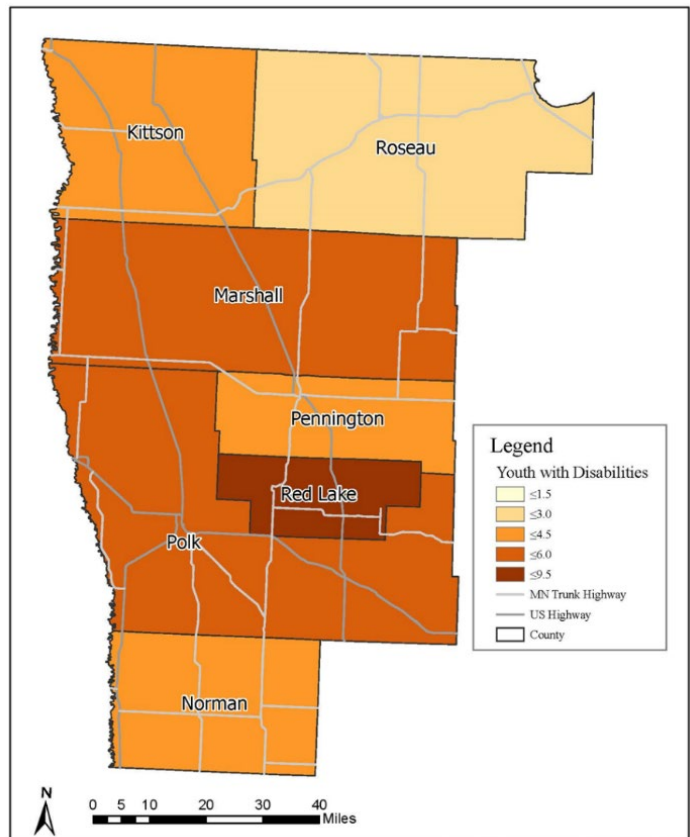 Kittson
Roseau
Marshall
Pennington
Red Lake
Polk
Norman
Legend
Youth with Disabilities
≤1.5
≤3.0
≤4.5
≤6.0
≤9.5
MN Trunk Highway
US Highway
County
N
0 5 10 20 30 40
Miles